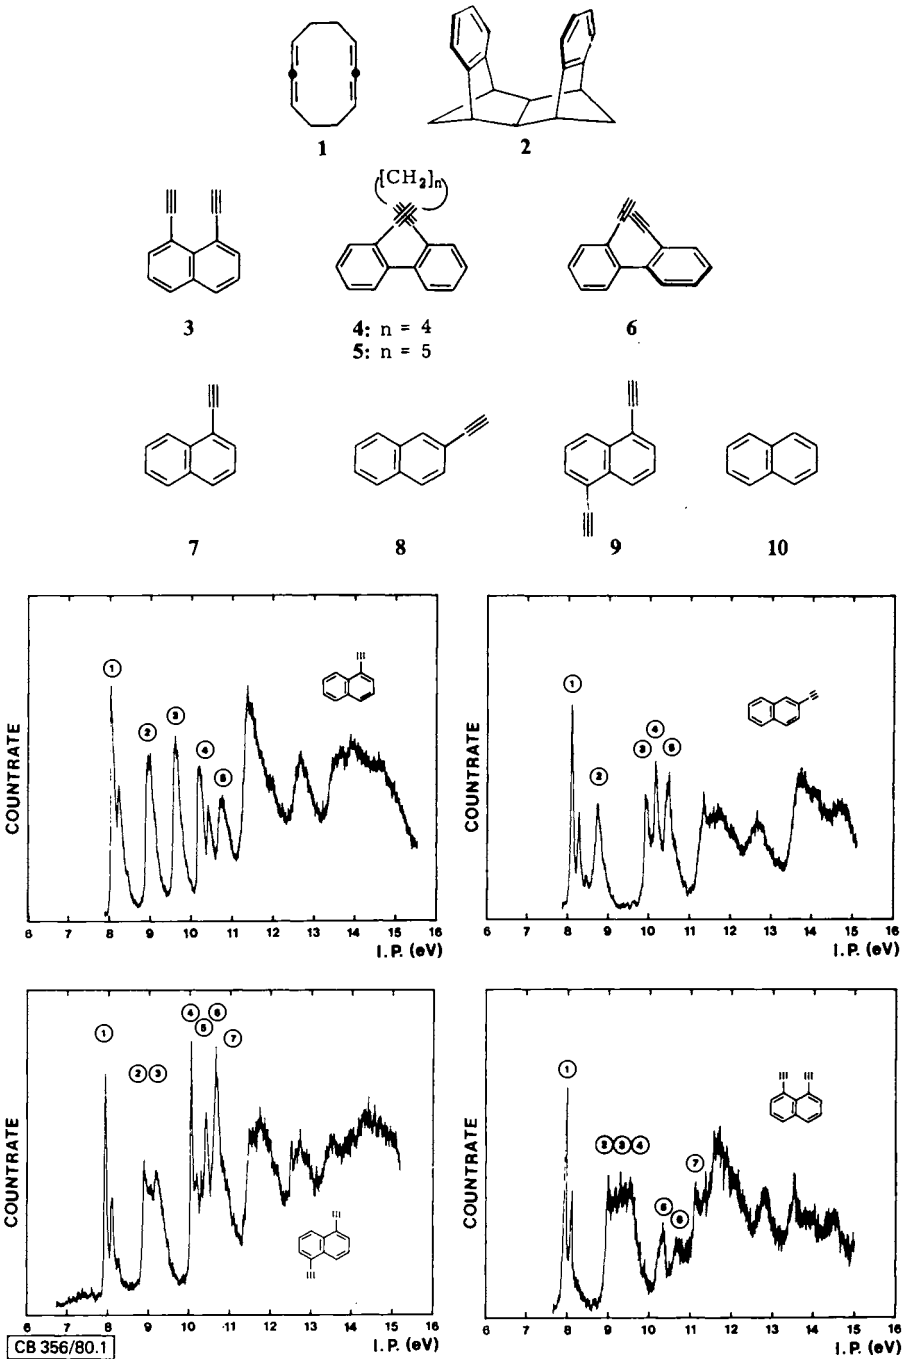 1
2
[CH₂]ₙ
3
4: n = 4
5: n = 5
6
7
8
9
10
COUNTRATE
① ② ③ ④ ⑤
6 7 8 9 10 11 12 13 14 15 16
I.P. (eV)
COUNTRATE
① ② ③ ④ ⑤
6 7 8 9 10 11 12 13 14 15 16
I.P. (eV)
COUNTRATE
① ② ③ ④ ⑤ ⑥ ⑦
6 7 8 9 10 11 12 13 14 15 16
I.P. (eV)
COUNTRATE
① ② ③ ④ ⑤ ⑥ ⑦
6 7 8 9 10 11 12 13 14 15 16
I.P. (eV)
CB 356/80.1